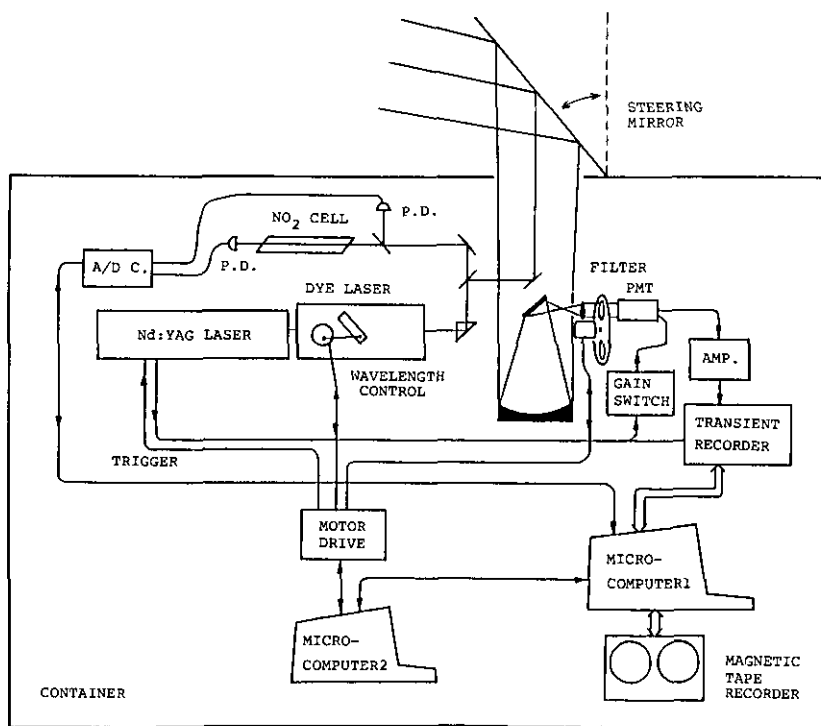 STEERING
MIRROR
NO2 CELL
P.D.
A/D C.
P.D.
FILTER
PMT
DYE LASER
Nd:YAG LASER
AMP.
WAVELENGTH
CONTROL
GAIN
SWITCH
TRANSIENT
RECORDER
TRIGGER
MOTOR
DRIVE
MICRO-
COMPUTER1
MICRO-
COMPUTER2
MAGNETIC
TAPE
RECORDER
CONTAINER